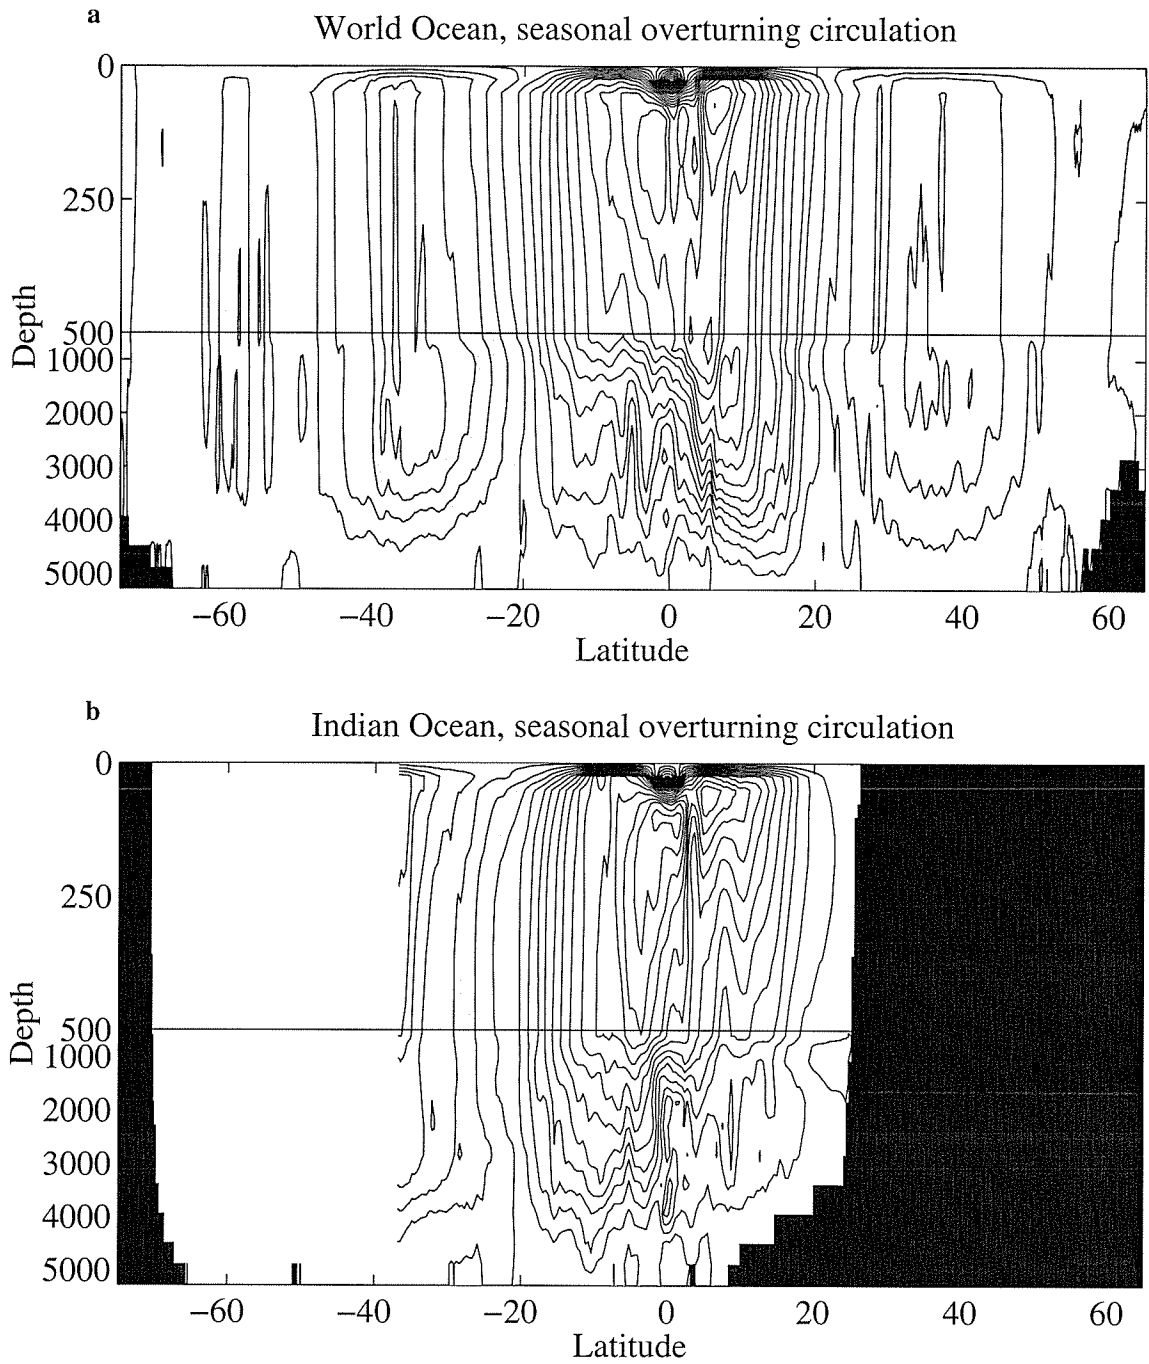 a
World Ocean, seasonal overturning circulation
0
250
500
1000
2000
3000
4000
5000
Depth
−60 −40 −20 0 20 40 60
Latitude
b
Indian Ocean, seasonal overturning circulation
0
250
500
1000
2000
3000
4000
5000
Depth
−60 −40 −20 0 20 40 60
Latitude